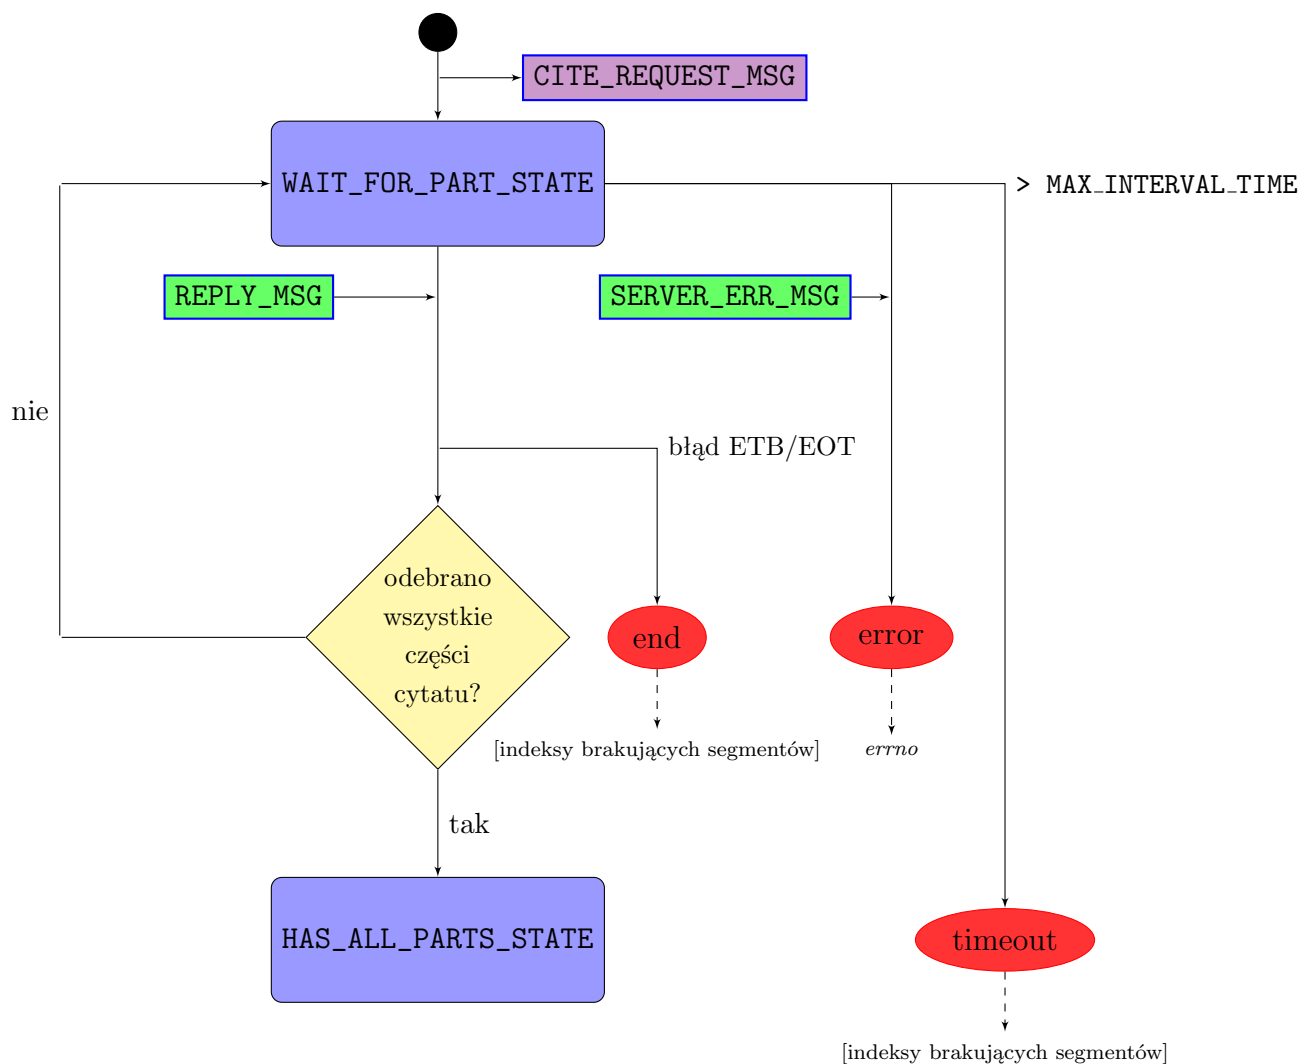 CITE_REQUEST_MSG
WAIT_FOR_PART_STATE
> MAX_INTERVAL_TIME
REPLY_MSG
SERVER_ERR_MSG
nie
błąd ETB/EOT
odebrano
wszystkie
części
cytatu?
end
error
[indeksy brakujących segmentów]
errno
tak
HAS_ALL_PARTS_STATE
timeout
[indeksy brakujących segmentów]